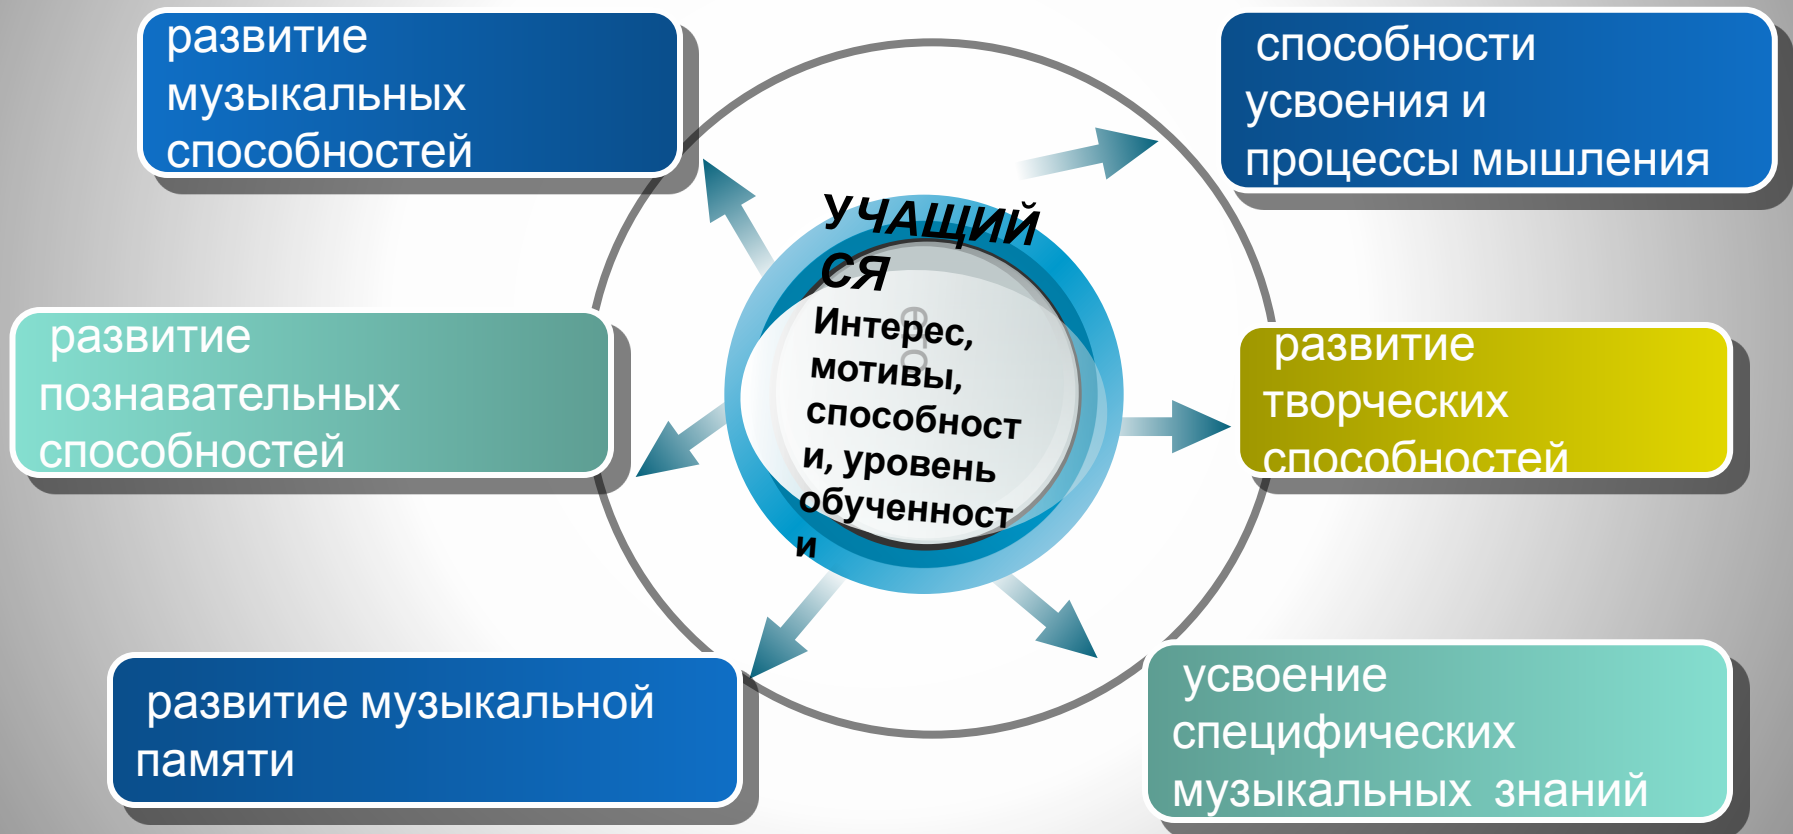 развитие
музыкальных
способностей
способности
усвоения и
процессы мышления
УЧАЩИЙ
СЯ
Интерес,
мотивы,
способност
и, уровень
обученност
и
развитие
познавательных
способностей
развитие
творческих
способностей
развитие музыкальной
памяти
усвоение
специфических
музыкальных знаний